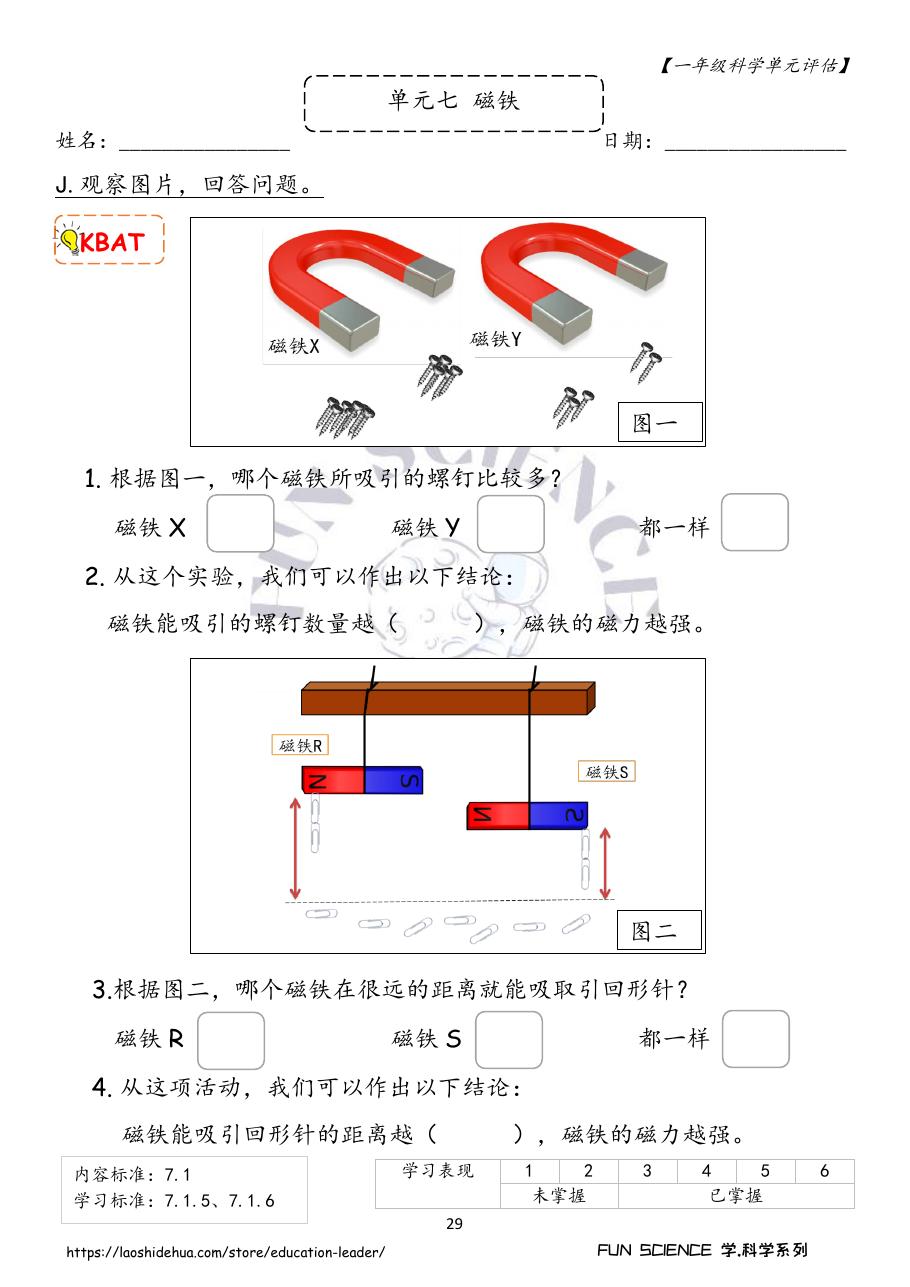 【一年级科学单元评估】
单元七 磁铁
姓名：________________ 日期：_________________
J. 观察图片，回答问题。
KBAT
磁铁X 磁铁Y
图一
1. 根据图一，哪个磁铁所吸引的螺钉比较多？
磁铁 X 磁铁 Y 都一样
2. 从这个实验，我们可以作出以下结论：
磁铁能吸引的螺钉数量越（ ），磁铁的磁力越强。
FUN SCIENCE
磁铁R
磁铁S
N S
N S
图二
3.根据图二，哪个磁铁在很远的距离就能吸取引回形针？
磁铁 R 磁铁 S 都一样
4. 从这项活动，我们可以作出以下结论：
磁铁能吸引回形针的距离越（ ），磁铁的磁力越强。
内容标准：7.1
学习标准：7.1.5、7.1.6
学习表现 1 2 3 4 5 6
未掌握 已掌握
29
https://laoshidehua.com/store/education-leader/ FUN SCIENCE 学.科学系列